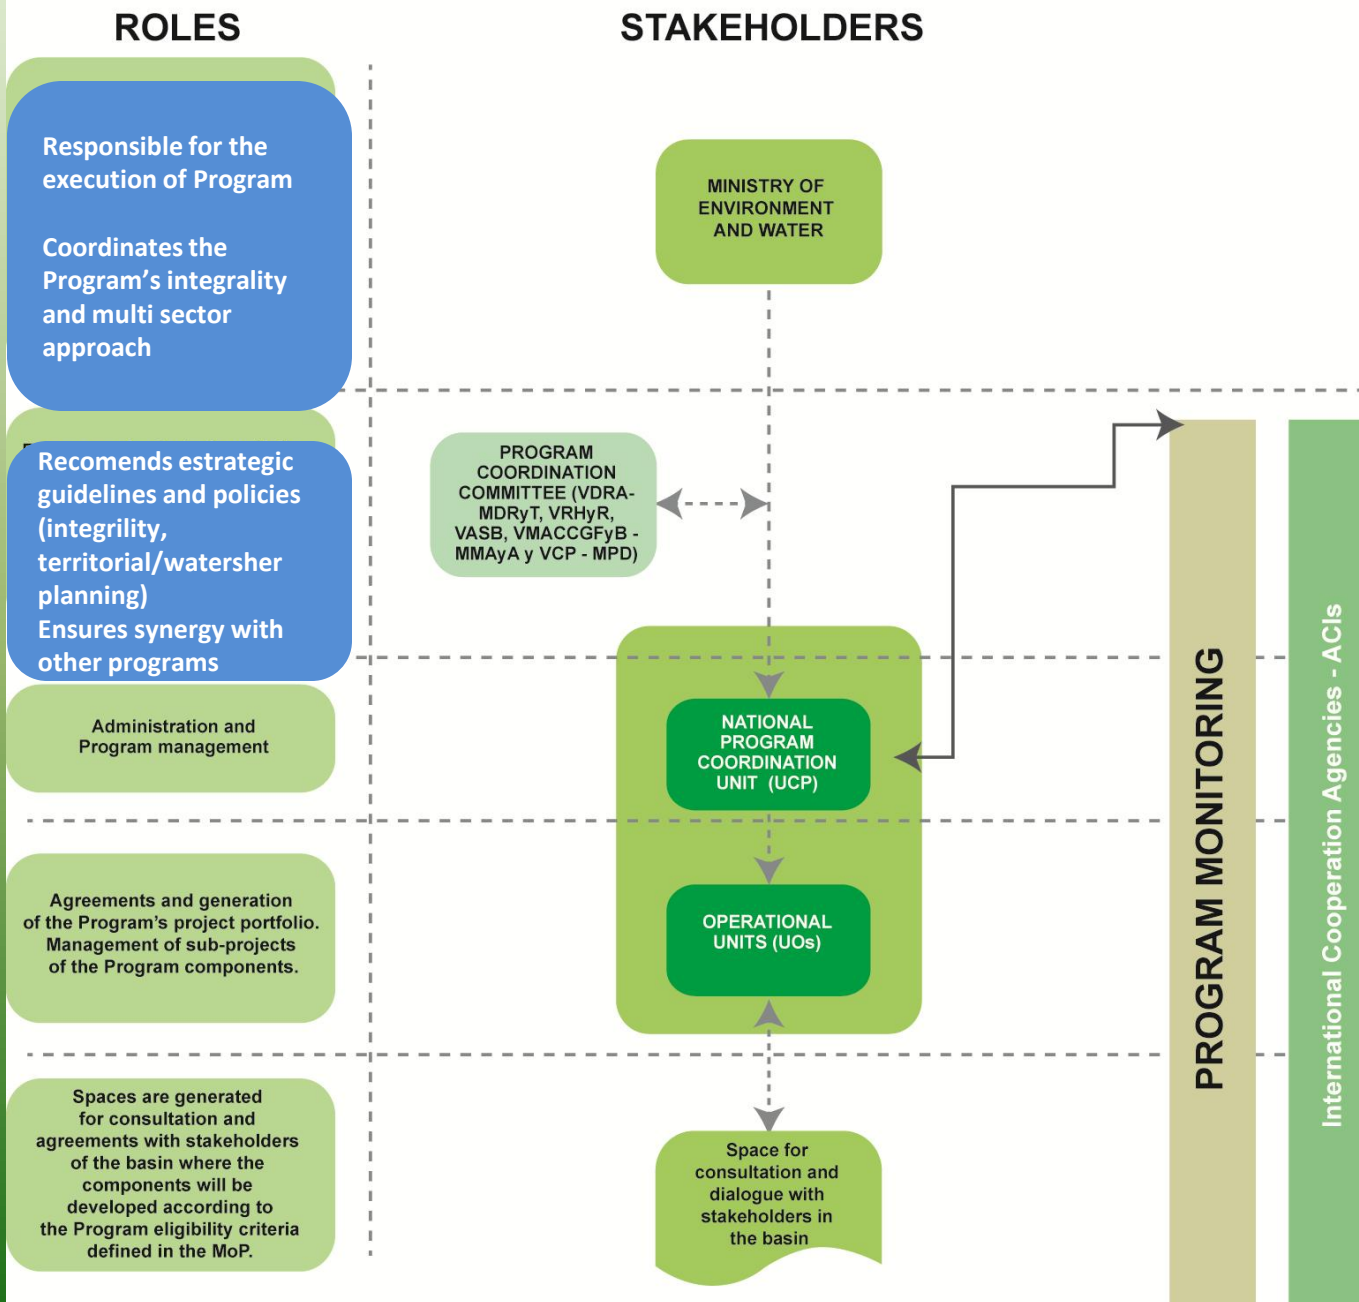 ROLES
STAKEHOLDERS
Responsible for the
execution of Program
Coordinates the
Program’s integrality
and multi sector
approach
MINISTRY OF
ENVIRONMENT
AND WATER
Recomends estrategic
guidelines and policies
(integrility,
territorial/watersher
planning)
Ensures synergy with
other programs
PROGRAM
COORDINATION
COMMITTEE (VDRA-
MDRyT, VRHyR,
VASB, VMACCGFyB -
MMAyA y VCP - MPD)
Administration and
Program management
NATIONAL
PROGRAM
COORDINATION
UNIT (UCP)
Agreements and generation
of the Program’s project portfolio.
Management of sub-projects
of the Program components.
OPERATIONAL
UNITS (UOs)
Spaces are generated
for consultation and
agreements with stakeholders
of the basin where the
components will be
developed according to
the Program eligibility criteria
defined in the MoP.
Space for
consultation and
dialogue with
stakeholders in
the basin
PROGRAM MONITORING
International Cooperation Agencies - ACIs